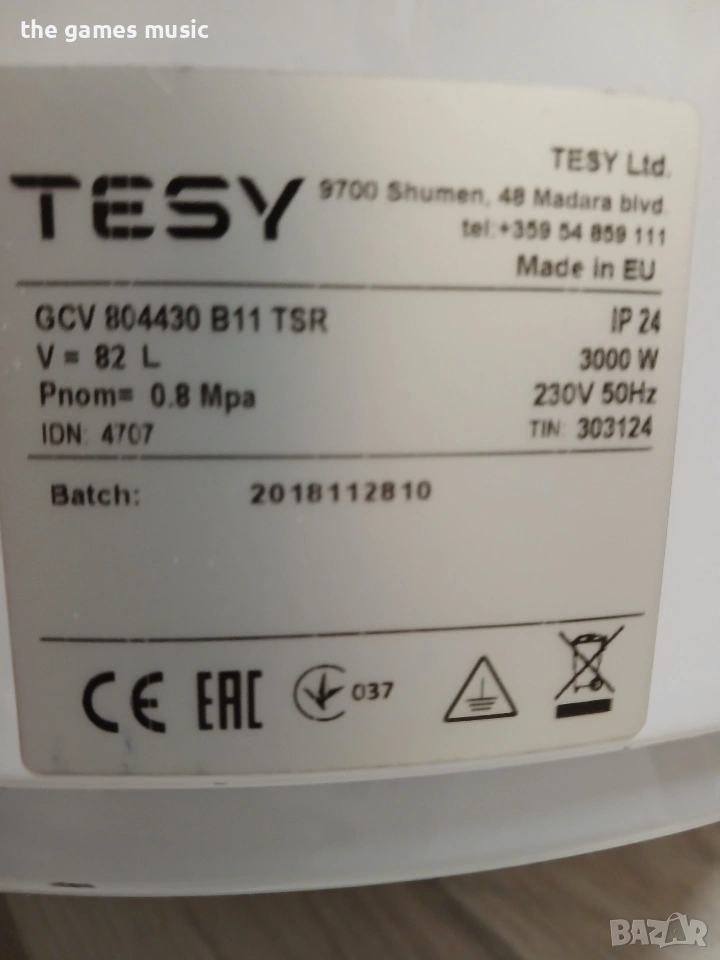 the games music
TESY
TESY Ltd.
9700 Shumen, 48 Madara blvd.
tel:+359 54 859 111
Made in EU
GCV 804430 B11 TSR IP 24
V = 82 L 3000 W
Pnom= 0.8 Mpa 230V 50Hz
IDN: 4707 TIN: 303124
Batch: 2018112810
CE EAC 037
BAZAR